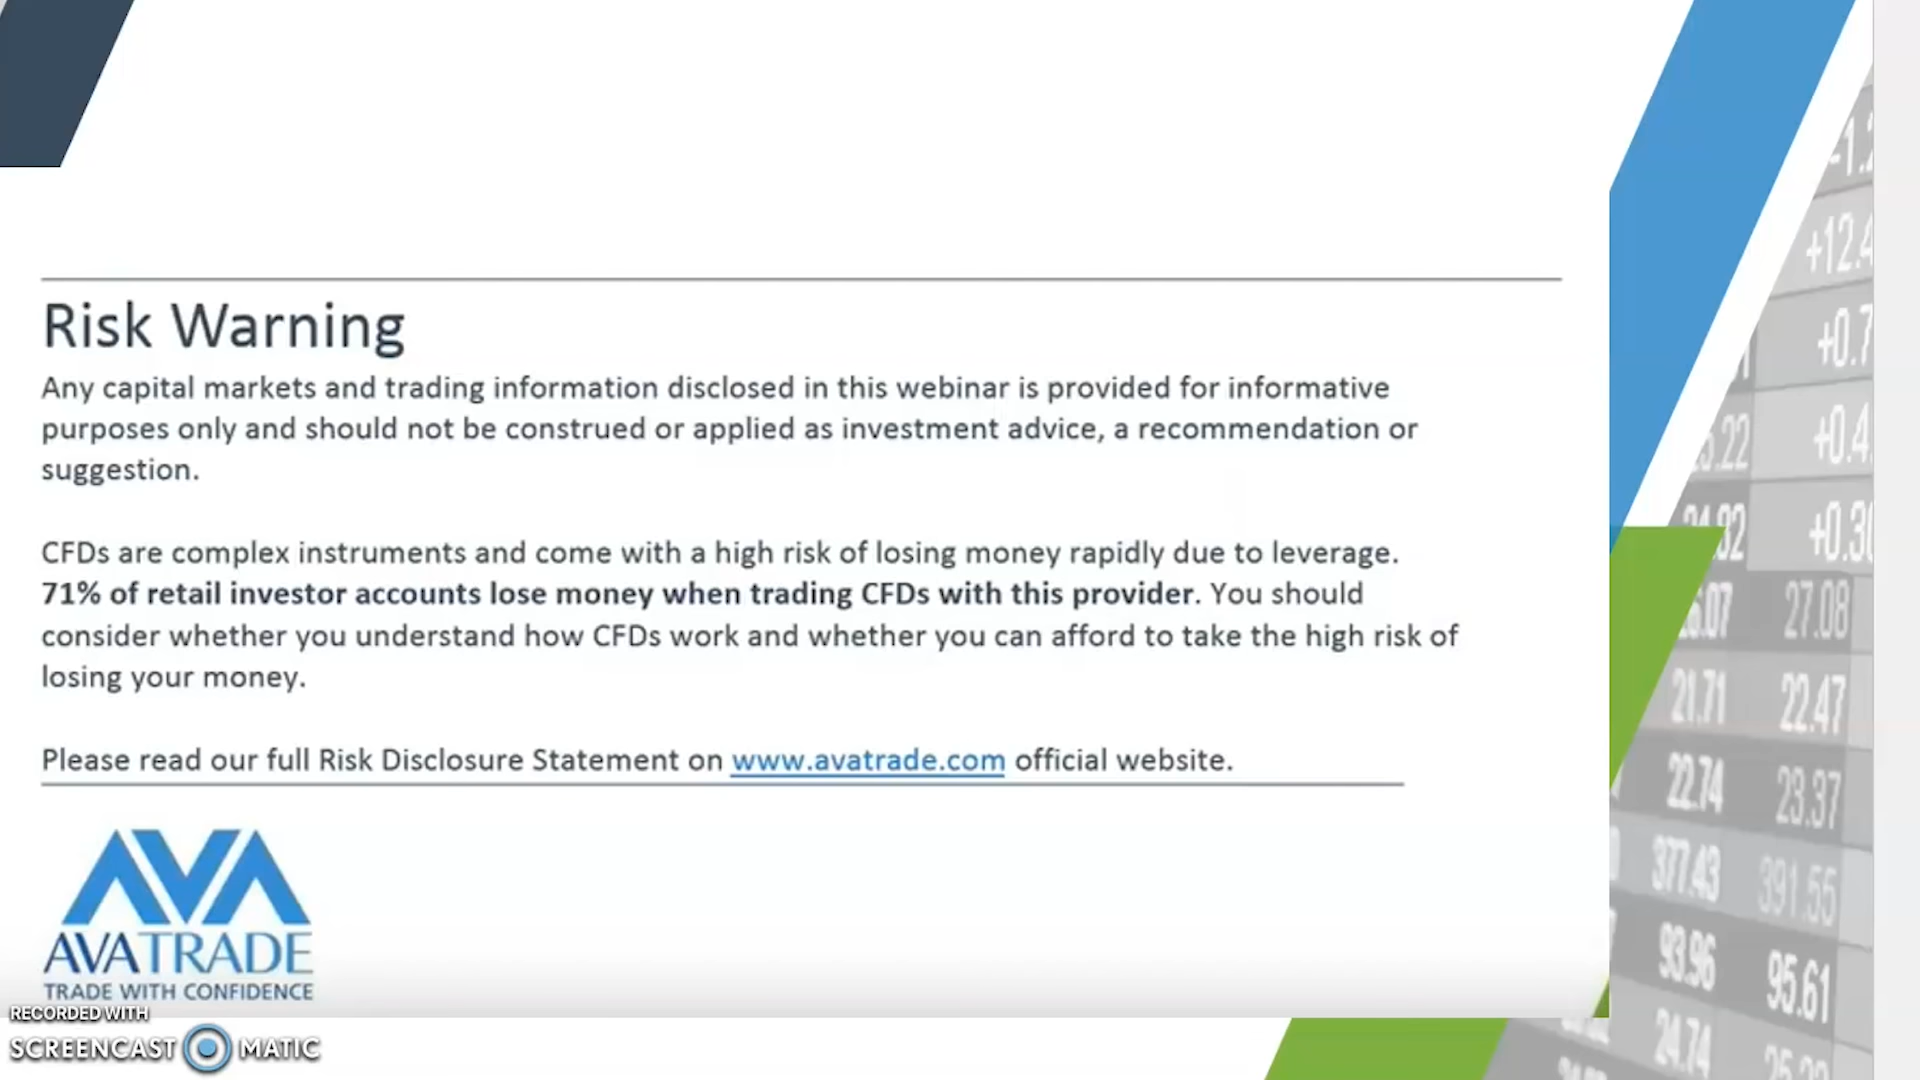 Risk Warning
Any capital markets and trading information disclosed in this webinar is provided for informative
purposes only and should not be construed or applied as investment advice, a recommendation or
suggestion.
CFDs are complex instruments and come with a high risk of losing money rapidly due to leverage.
71% of retail investor accounts lose money when trading CFDs with this provider. You should
consider whether you understand how CFDs work and whether you can afford to take the high risk of
losing your money.
Please read our full Risk Disclosure Statement on www.avatrade.com official website.
AVATRADE
TRADE WITH CONFIDENCE
RECORDED WITH
SCREENCAST MATIC
+12.4
+0.7
+0.4
+0.30
27.08
21.71 22.47
22.74 23.37
377.43 391.55
93.96 95.61
24.74